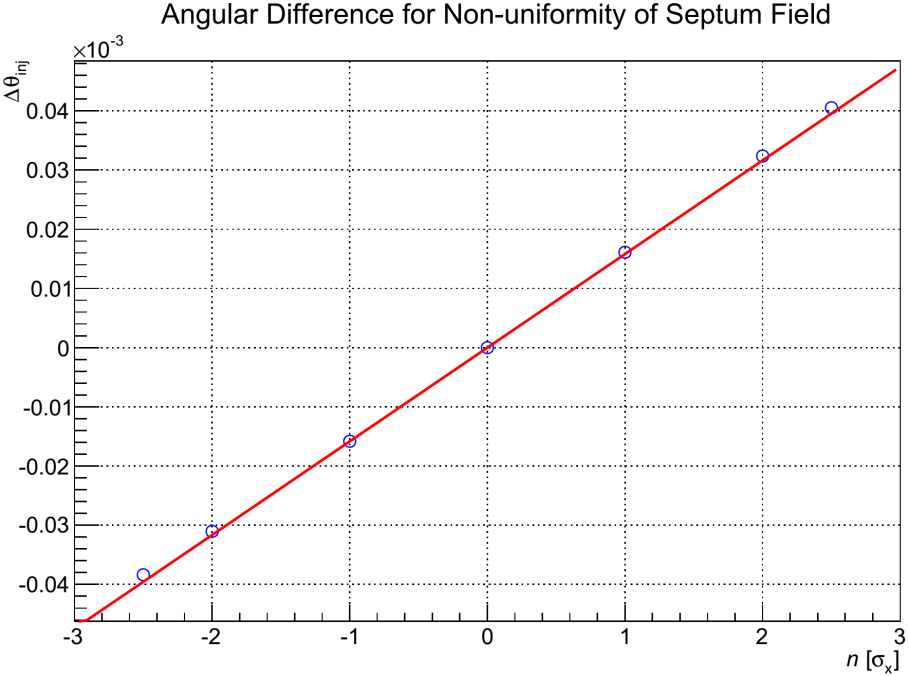 Angular Difference for Non-uniformity of Septum Field
×10⁻³
Δθinj
0.04
0.03
0.02
0.01
0
-0.01
-0.02
-0.03
-0.04
-3 -2 -1 0 1 2 3
n [σx]